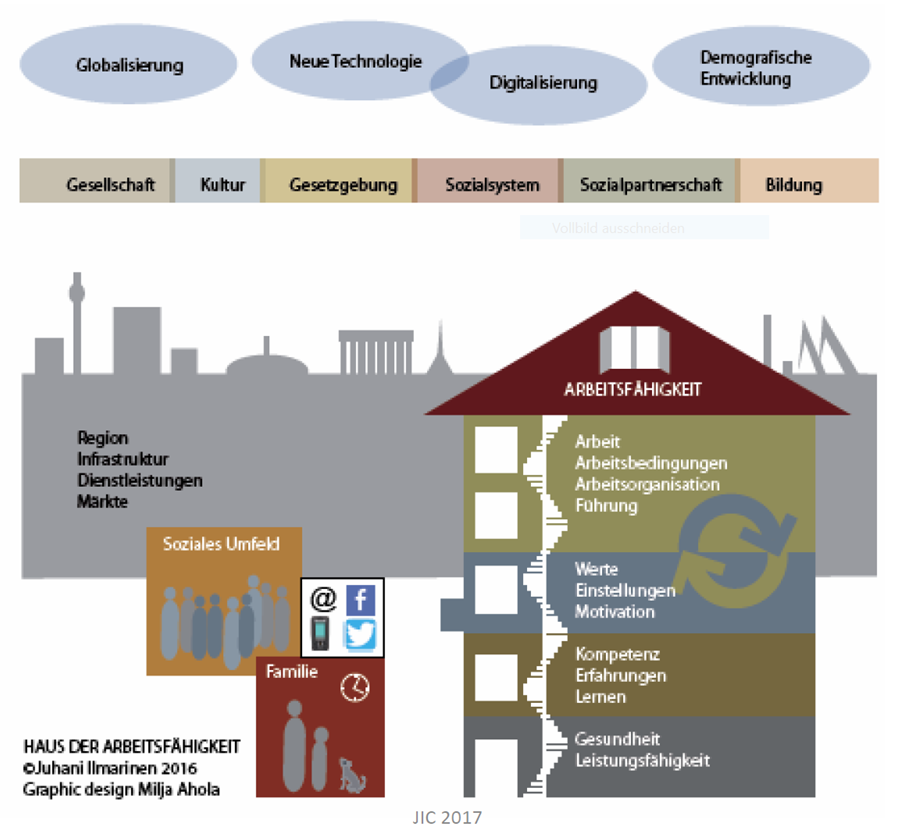 Globalisierung
Neue Technologie
Digitalisierung
Demografische
Entwicklung
Gesellschaft
Kultur
Gesetzgebung
Sozialsystem
Sozialpartnerschaft
Bildung
Vollbild ausschneiden
ARBEITSFÄHIGKEIT
Region
Infrastruktur
Dienstleistungen
Märkte
Arbeit
Arbeitsbedingungen
Arbeitsorganisation
Führung
Soziales Umfeld
@
f
Werte
Einstellungen
Motivation
Familie
Kompetenz
Erfahrungen
Lernen
Gesundheit
Leistungsfähigkeit
HAUS DER ARBEITSFÄHIGKEIT
©Juhani Ilmarinen 2016
Graphic design Milja Ahola
JIC 2017